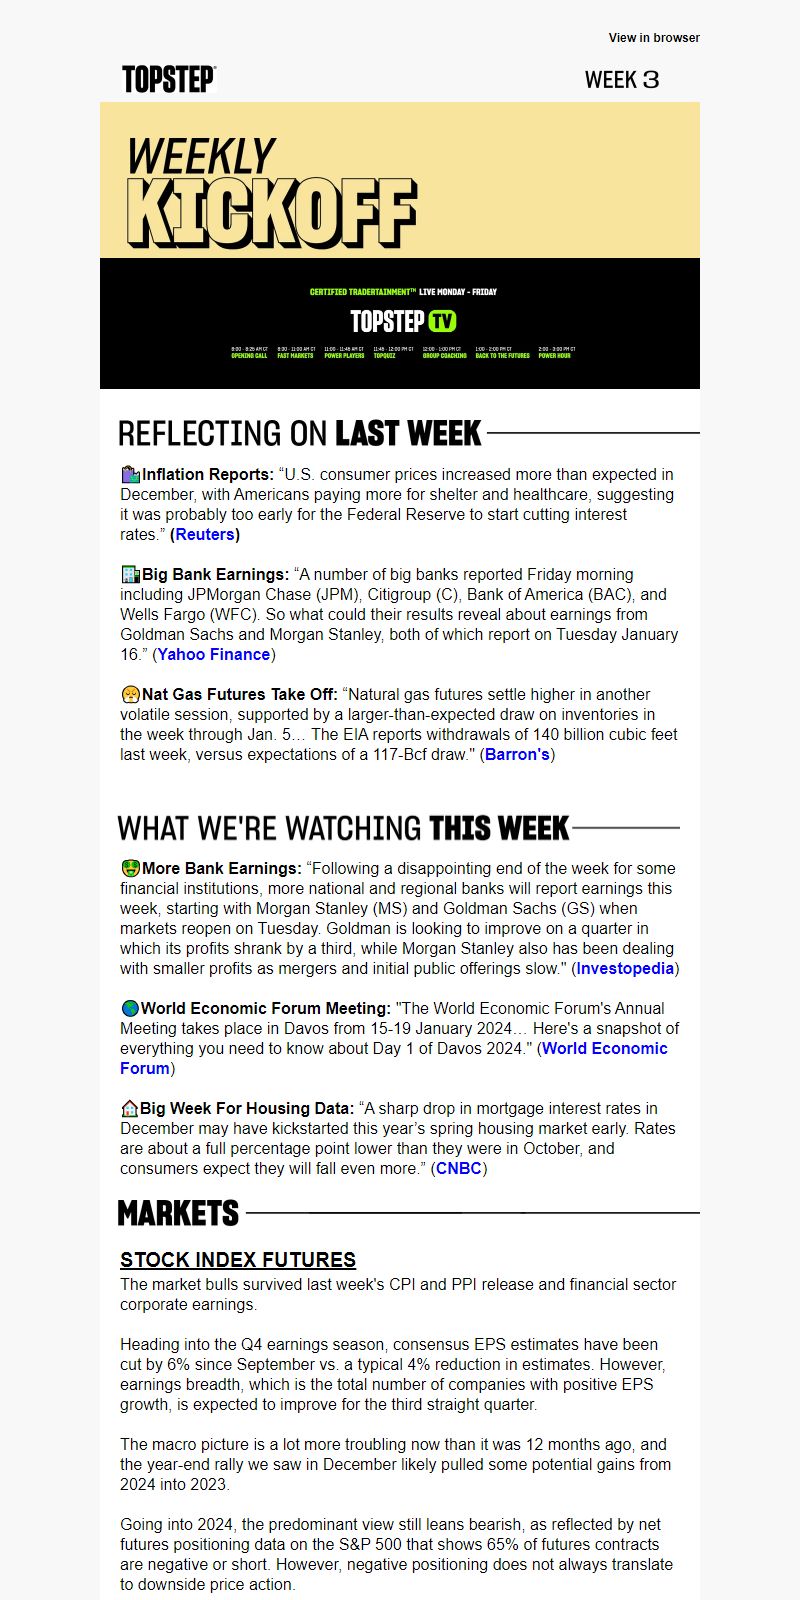 View in browser
TOPSTEP
WEEK 3
WEEKLY
KICKOFF
CERTIFIED TRADERTAINMENT™ LIVE MONDAY - FRIDAY
TOPSTEP TV
8:00 - 8:25 AM CT 8:30 - 11:00 AM CT 11:00 - 11:45 AM CT 11:45 - 12:00 PM CT 12:00 - 1:00 PM CT 1:00 - 2:00 PM CT 2:00 - 3:00 PM CT
OPENING CALL FAST MARKETS POWER PLAYERS TOPQUIZ GROUP COACHING BACK TO THE FUTURES POWER HOUR
REFLECTING ON LAST WEEK
Inflation Reports: “U.S. consumer prices increased more than expected in
December, with Americans paying more for shelter and healthcare, suggesting
it was probably too early for the Federal Reserve to start cutting interest
rates.” (Reuters)
Big Bank Earnings: “A number of big banks reported Friday morning
including JPMorgan Chase (JPM), Citigroup (C), Bank of America (BAC), and
Wells Fargo (WFC). So what could their results reveal about earnings from
Goldman Sachs and Morgan Stanley, both of which report on Tuesday January
16.” (Yahoo Finance)
Nat Gas Futures Take Off: “Natural gas futures settle higher in another
volatile session, supported by a larger-than-expected draw on inventories in
the week through Jan. 5… The EIA reports withdrawals of 140 billion cubic feet
last week, versus expectations of a 117-Bcf draw." (Barron's)
WHAT WE'RE WATCHING THIS WEEK
More Bank Earnings: “Following a disappointing end of the week for some
financial institutions, more national and regional banks will report earnings this
week, starting with Morgan Stanley (MS) and Goldman Sachs (GS) when
markets reopen on Tuesday. Goldman is looking to improve on a quarter in
which its profits shrank by a third, while Morgan Stanley also has been dealing
with smaller profits as mergers and initial public offerings slow." (Investopedia)
World Economic Forum Meeting: "The World Economic Forum's Annual
Meeting takes place in Davos from 15-19 January 2024… Here's a snapshot of
everything you need to know about Day 1 of Davos 2024." (World Economic
Forum)
Big Week For Housing Data: “A sharp drop in mortgage interest rates in
December may have kickstarted this year’s spring housing market early. Rates
are about a full percentage point lower than they were in October, and
consumers expect they will fall even more.” (CNBC)
MARKETS
STOCK INDEX FUTURES
The market bulls survived last week's CPI and PPI release and financial sector
corporate earnings.
Heading into the Q4 earnings season, consensus EPS estimates have been
cut by 6% since September vs. a typical 4% reduction in estimates. However,
earnings breadth, which is the total number of companies with positive EPS
growth, is expected to improve for the third straight quarter.
The macro picture is a lot more troubling now than it was 12 months ago, and
the year-end rally we saw in December likely pulled some potential gains from
2024 into 2023.
Going into 2024, the predominant view still leans bearish, as reflected by net
futures positioning data on the S&P 500 that shows 65% of futures contracts
are negative or short. However, negative positioning does not always translate
to downside price action.